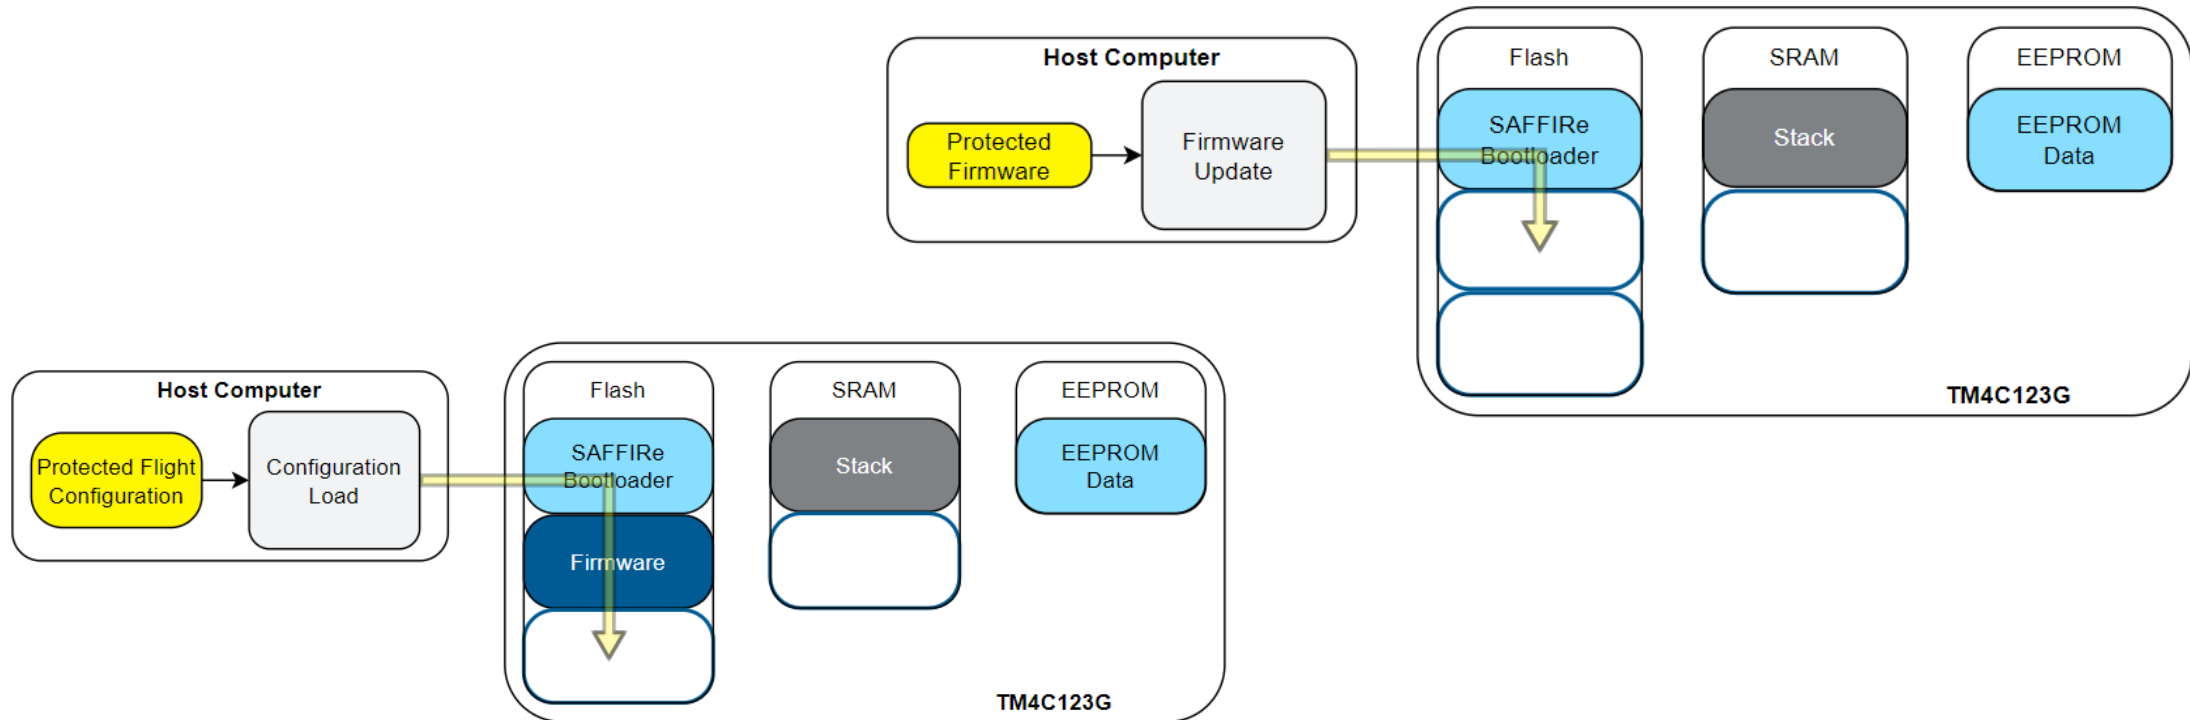 Host Computer
Protected
Firmware
Firmware
Update
Flash
SAFFIRe
Bootloader
SRAM
Stack
EEPROM
EEPROM
Data
TM4C123G
Host Computer
Protected Flight
Configuration
Configuration
Load
Flash
SAFFIRe
Bootloader
Firmware
SRAM
Stack
EEPROM
EEPROM
Data
TM4C123G